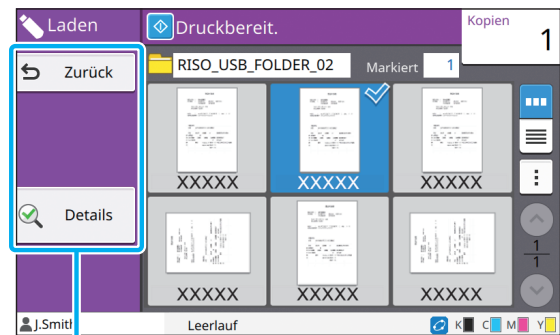 Laden
Druckbereit.
Kopien
1
Zurück
RISO_USB_FOLDER_02
Markiert 1
XXXXX XXXXX XXXXX
Details
1
1
XXXXX XXXXX XXXXX
J.Smith
Leerlauf
K C M Y